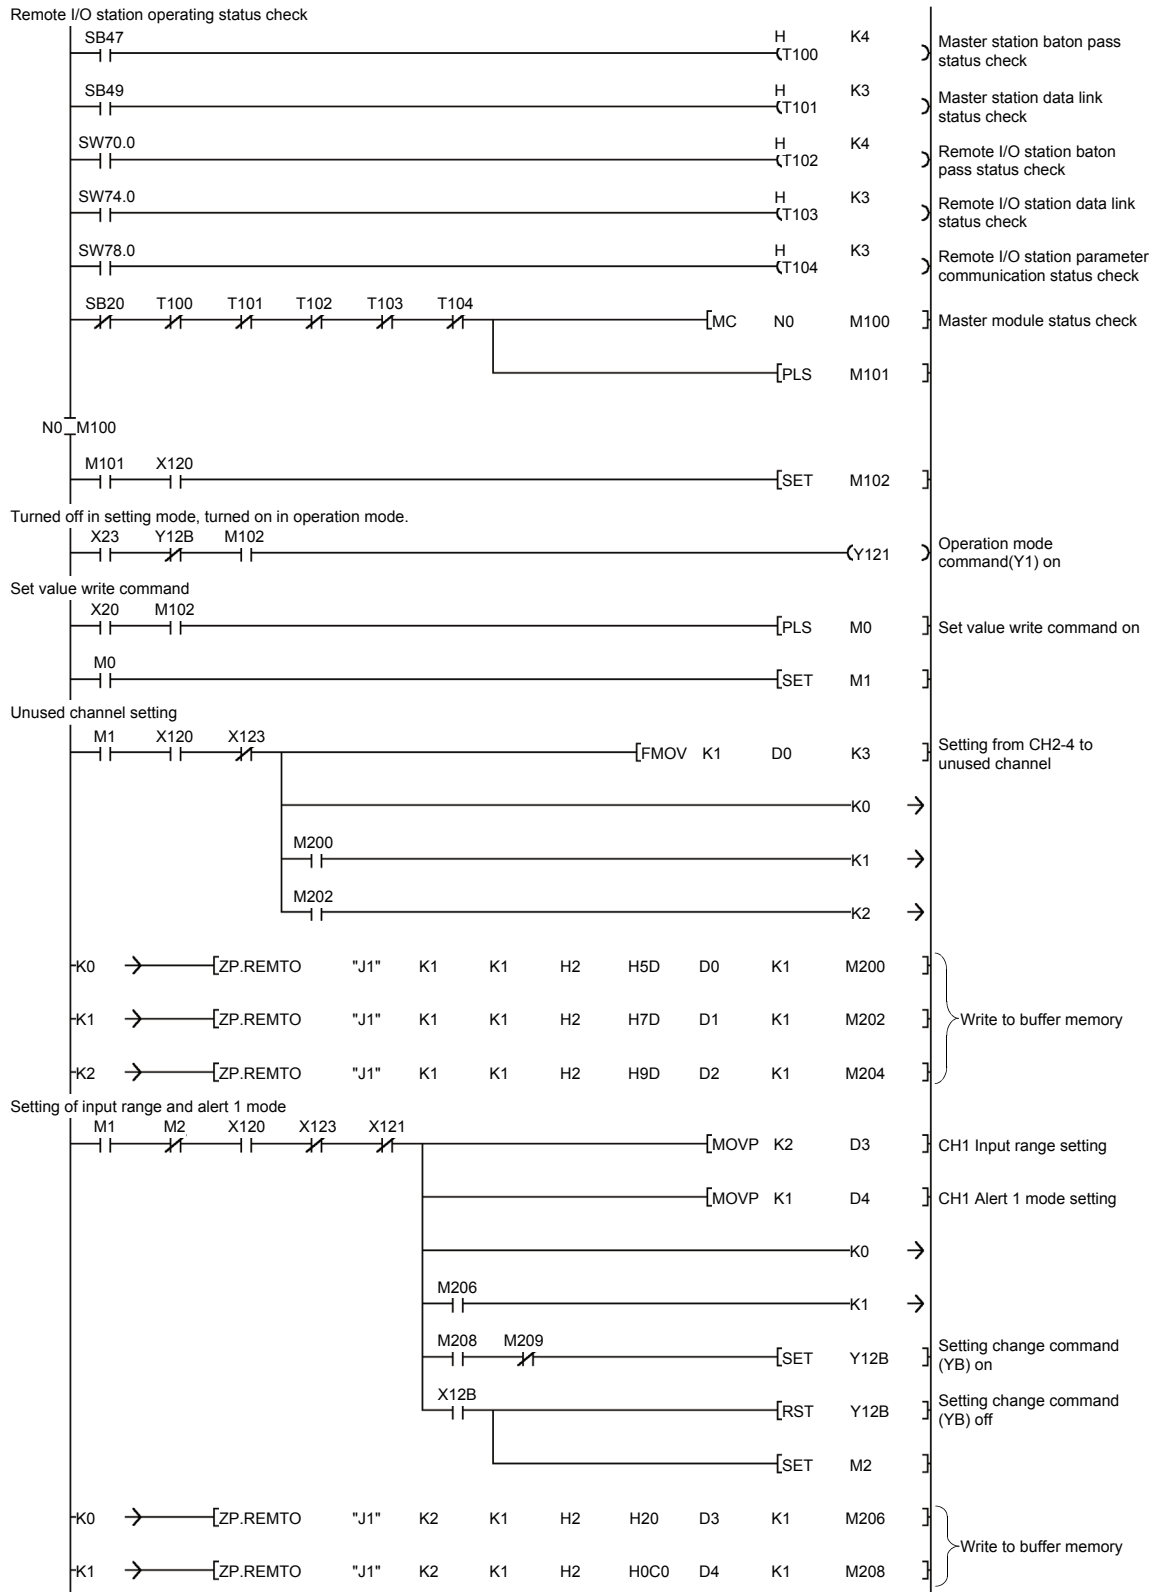 Remote I/O station operating status check
SB47 H K4
T100 Master station baton pass
status check
SB49 H K3
T101 Master station data link
status check
SW70.0 H K4
T102 Remote I/O station baton
pass status check
SW74.0 H K3
T103 Remote I/O station data link
status check
SW78.0 H K3
T104 Remote I/O station parameter
communication status check
SB20 T100 T101 T102 T103 T104
MC N0 M100 Master module status check
PLS M101
N0 M100
M101 X120
SET M102
Turned off in setting mode, turned on in operation mode.
X23 Y12B M102
Y121 Operation mode
command(Y1) on
Set value write command
X20 M102
PLS M0 Set value write command on
M0
SET M1
Unused channel setting
M1 X120 X123
FMOV K1 D0 K3 Setting from CH2-4 to
unused channel
K0
M200
K1
M202
K2
K0 ZP.REMTO "J1" K1 K1 H2 H5D D0 K1 M200
K1 ZP.REMTO "J1" K1 K1 H2 H7D D1 K1 M202 Write to buffer memory
K2 ZP.REMTO "J1" K1 K1 H2 H9D D2 K1 M204
Setting of input range and alert 1 mode
M1 M2 X120 X123 X121
MOVP K2 D3 CH1 Input range setting
MOVP K1 D4 CH1 Alert 1 mode setting
K0
M206
K1
M208 M209
SET Y12B Setting change command
(YB) on
X12B
RST Y12B Setting change command
(YB) off
SET M2
K0 ZP.REMTO "J1" K2 K1 H2 H20 D3 K1 M206
Write to buffer memory
K1 ZP.REMTO "J1" K2 K1 H2 H0C0 D4 K1 M208